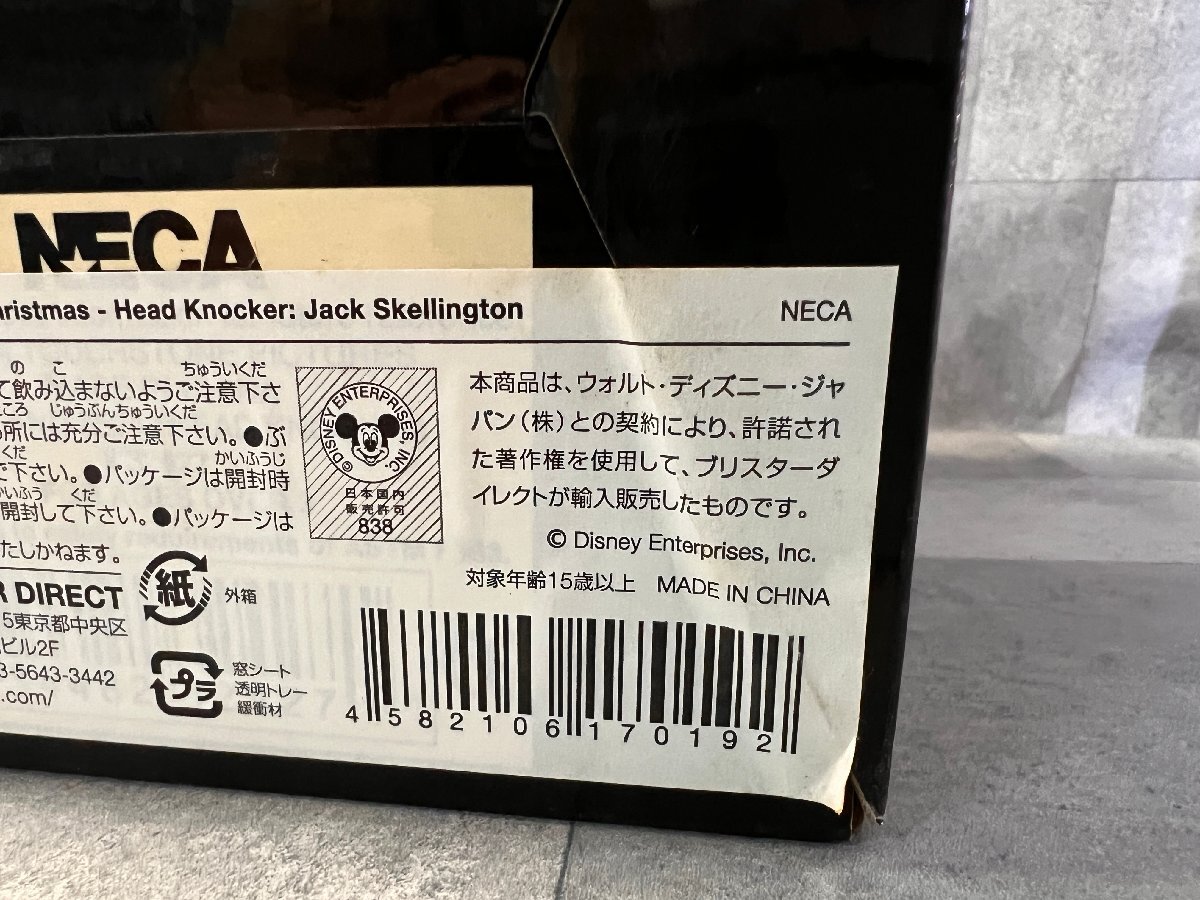 NECA
hristmas - Head Knocker: Jack Skellington
NECA
の こ ちゅういくだ
て飲み込まないようご注意下さ
ころ じゅうぶんちゅういくだ
所には充分ご注意下さい。●ぶ
くだ かいふうじ
で下さい。●パッケージは開封時
かいふう くだ
開封して下さい。●パッケージは
たしかねます。
R DIRECT
5東京都中央区
ビル2F
3-5643-3442
.com/
紙
外箱
プラ
窓シート
透明トレー
緩衝材
© DISNEY ENTERPRISES, INC.
日本国内
販売許可
838
本商品は、ウォルト・ディズニー・ジャ
パン(株)との契約により、許諾され
た著作権を使用して、ブリスターダ
イレクトが輸入販売したものです。
© Disney Enterprises, Inc.
対象年齢15歳以上 MADE IN CHINA
4 582106 170192